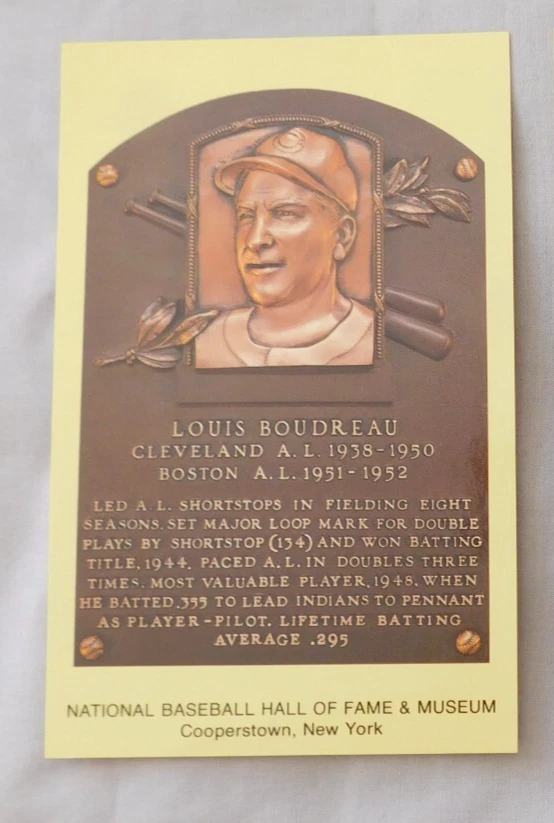 LOUIS BOUDREAU
CLEVELAND A.L. 1938-1950
BOSTON A.L. 1951-1952
LED A.L. SHORTSTOPS IN FIELDING EIGHT
SEASONS. SET MAJOR LOOP MARK FOR DOUBLE
PLAYS BY SHORTSTOP (134) AND WON BATTING
TITLE, 1944. PACED A.L. IN DOUBLES THREE
TIMES. MOST VALUABLE PLAYER, 1948, WHEN
HE BATTED .355 TO LEAD INDIANS TO PENNANT
AS PLAYER-PILOT. LIFETIME BATTING
AVERAGE .295
NATIONAL BASEBALL HALL OF FAME & MUSEUM
Cooperstown, New York